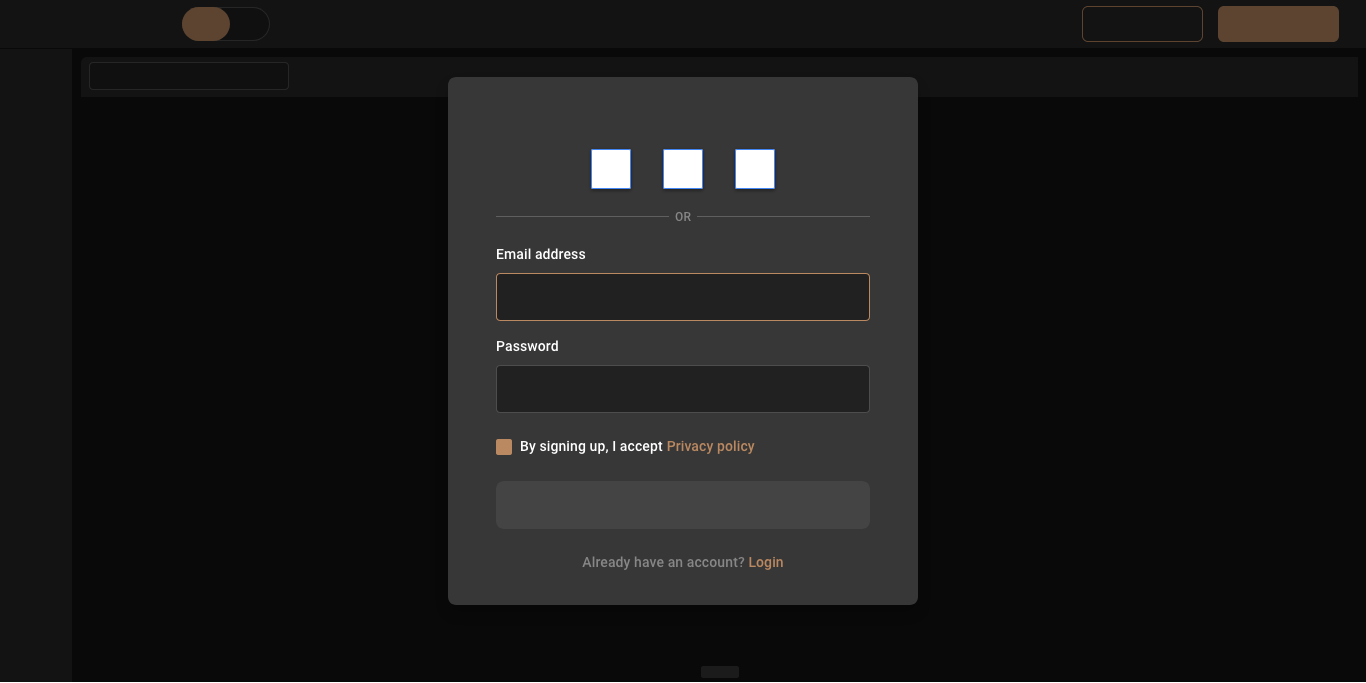 OR
Email address
Password
By signing up, I accept Privacy policy
Already have an account? Login